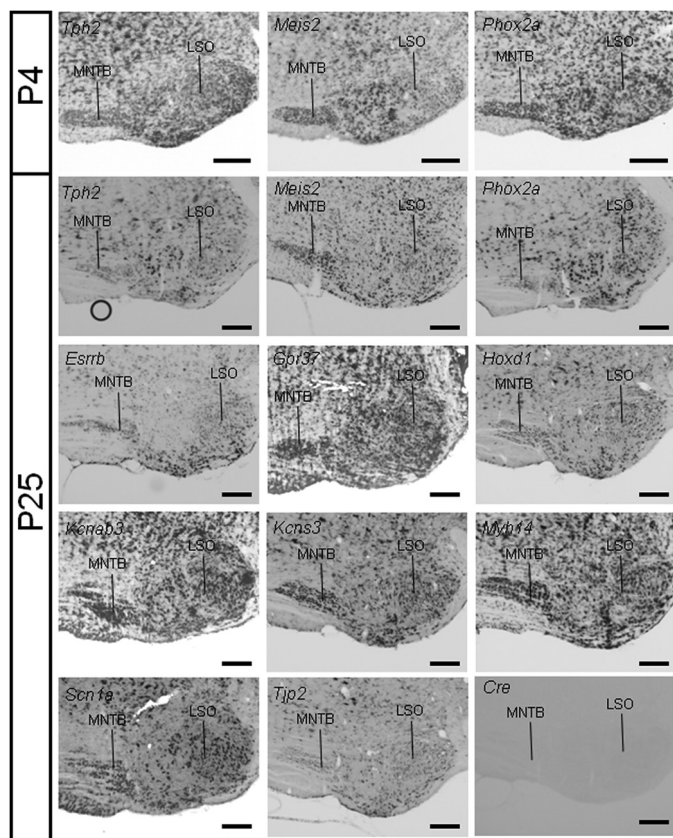 P4
Tph2
MNTB
LSO
Meis2
MNTB
LSO
Phox2a
MNTB
LSO
P25
Tph2
MNTB
LSO
Meis2
MNTB
LSO
Phox2a
MNTB
LSO
Esrrb
MNTB
LSO
Gpr37
MNTB
LSO
Hoxd1
MNTB
LSO
Kcnab3
MNTB
LSO
Kcns3
MNTB
LSO
Myh14
MNTB
LSO
Scn1a
MNTB
LSO
Tjp2
MNTB
LSO
Cre
MNTB
LSO